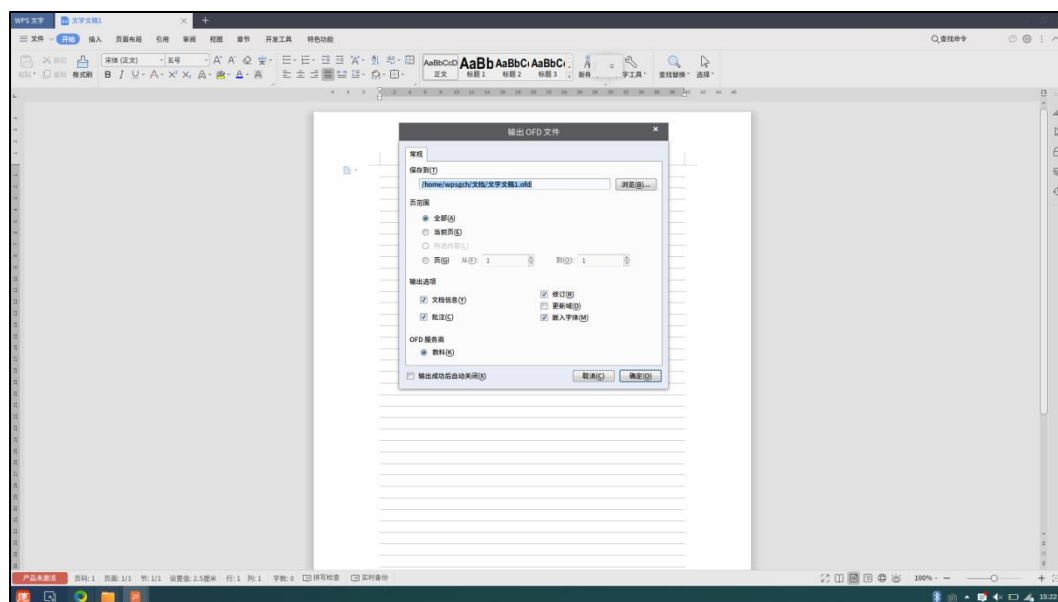 WPS 文字 文字文稿1 × +
三 文件 开始 插入 页面布局 引用 审阅 视图 章节 开发工具 特色功能 查找命令
格式刷 宋体 (正文) 五号 AaBbCcD AaBb AaBbC AaBbC
B I U 正文 标题 1 标题 2 标题 3 查找替换 选择
输出 OFD 文件 ×
常规
保存到(T)
/home/wpsgch/文档/文字文稿1.ofd 浏览(B)...
页范围
全部(A)
当前页(E)
所选内容(L)
页(G) 从(F): 1 到(O): 1
输出选项
文档信息(Y) 修订(R)
更新域(D)
批注(C) 嵌入字体(M)
OFD 服务商
数科(K)
输出成功后自动关闭(X) 取消(C) 确定(O)
产品未激活 页码: 1 页面: 1/1 节: 1/1 设置值: 2.5厘米 行: 1 列: 1 字数: 0 拼写检查 实时备份 100%
15:22